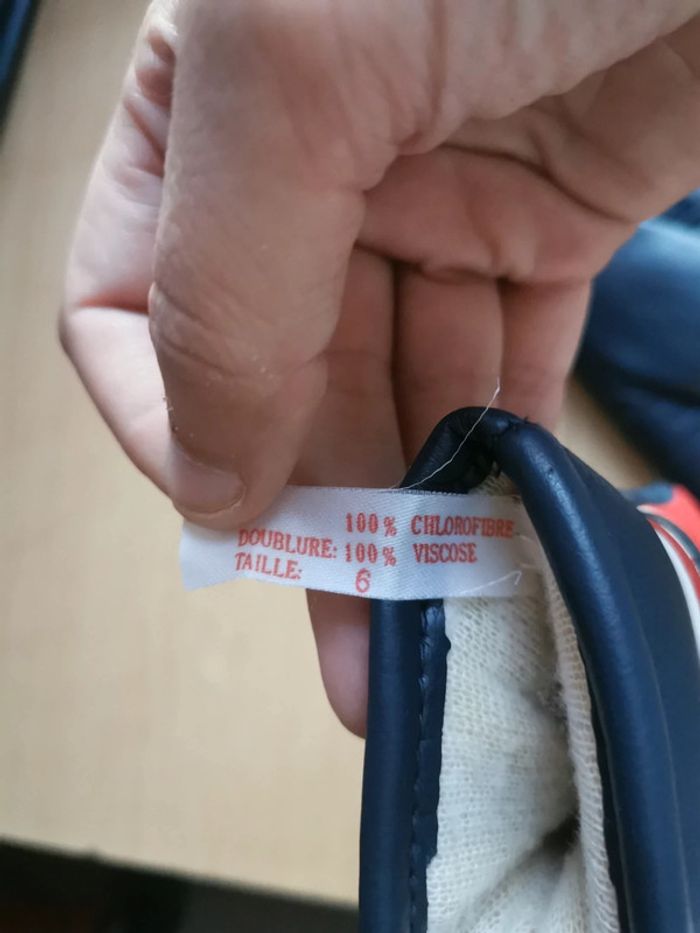 100% CHLOROFIBRE
DOUBLURE: 100% VISCOSE
TAILLE: 6